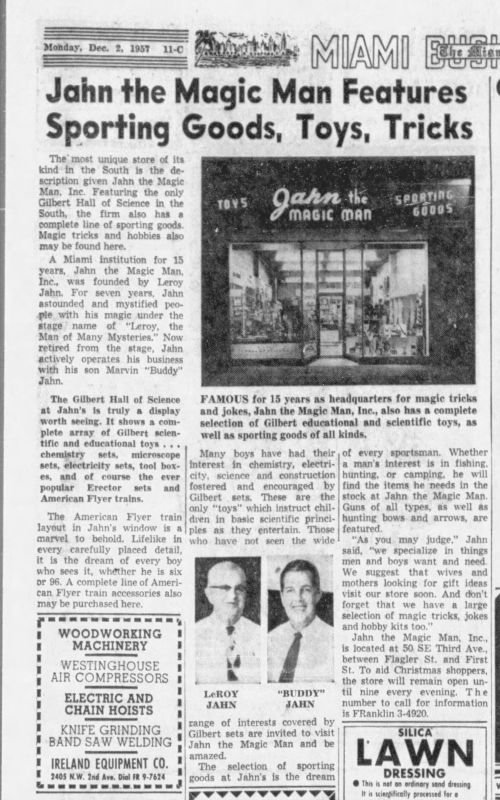 Monday, Dec. 2, 1957 11-C
MIAMI BUS
The Miam
Jahn the Magic Man Features
Sporting Goods, Toys, Tricks
The most unique store of its
kind in the South is the de-
scription given Jahn the Magic
Man, Inc. Featuring the only
Gilbert Hall of Science in the
South, the firm also has a
complete line of sporting goods.
Magic tricks and hobbies also
may be found here.
A Miami institution for 15
years, Jahn the Magic Man,
Inc., was founded by Leroy
Jahn. For seven years, Jahn
astounded and mystified peo-
ple with his magic under the
stage name of "Leroy, the
Man of Many Mysteries." Now
retired from the stage, Jahn
actively operates his business
with his son Marvin "Buddy"
Jahn.
The Gilbert Hall of Science
at Jahn's is truly a display
worth seeing. It shows a com-
plete array of Gilbert scien-
tific and educational toys . . .
chemistry sets, microscope
sets, electricity sets, tool box-
es, and of course the ever
popular Erector sets and
American Flyer trains.
The American Flyer train
layout in Jahn's window is a
marvel to behold. Lifelike in
every carefully placed detail,
it is the dream of every boy
who sees it, whether he is six
or 96. A complete line of Ameri-
can Flyer train accessories also
may be purchased here.
WOODWORKING
MACHINERY
WESTINGHOUSE
AIR COMPRESSORS
ELECTRIC AND
CHAIN HOISTS
KNIFE GRINDING
BAND SAW WELDING
IRELAND EQUIPMENT CO.
2405 N.W. 2nd Ave. Dial FR 9-7624
TOYS
Jahn the
MAGIC MAN
SPORTING
GOODS
FAMOUS for 15 years as headquarters for magic tricks
and jokes, Jahn the Magic Man, Inc., also has a complete
selection of Gilbert educational and scientific toys, as
well as sporting goods of all kinds.
Many boys have had their
interest in chemistry, electri-
city, science and construction
fostered and encouraged by
Gilbert sets. These are the
only "toys" which instruct chil-
dren in basic scientific princi-
ples as they entertain. Those
who have not seen the wide
LeROY
JAHN
"BUDDY"
JAHN
range of interests covered by
Gilbert sets are invited to visit
Jahn the Magic Man and be
amazed.
The selection of sporting
goods at Jahn's is the dream
of every sportsman. Whether
a man's interest is in fishing,
hunting, or camping, he will
find the items he needs in the
stock at Jahn the Magic Man.
Guns of all types, as well as
hunting bows and arrows, are
featured.
"As you may judge," Jahn
said, "we specialize in things
men and boys want and need.
We suggest that wives and
mothers looking for gift ideas
visit our store soon. And don't
forget that we have a large
selection of magic tricks, jokes
and hobby kits too."
Jahn the Magic Man, Inc.,
is located at 50 SE Third Ave.,
between Flagler St. and First
St. To aid Christmas shoppers,
the store will remain open un-
til nine every evening. The
number to call for information
is FRanklin 3-4920.
SILICA
LAWN
DRESSING
This is not an ordinary sand dressing
It is scientifically processed for a